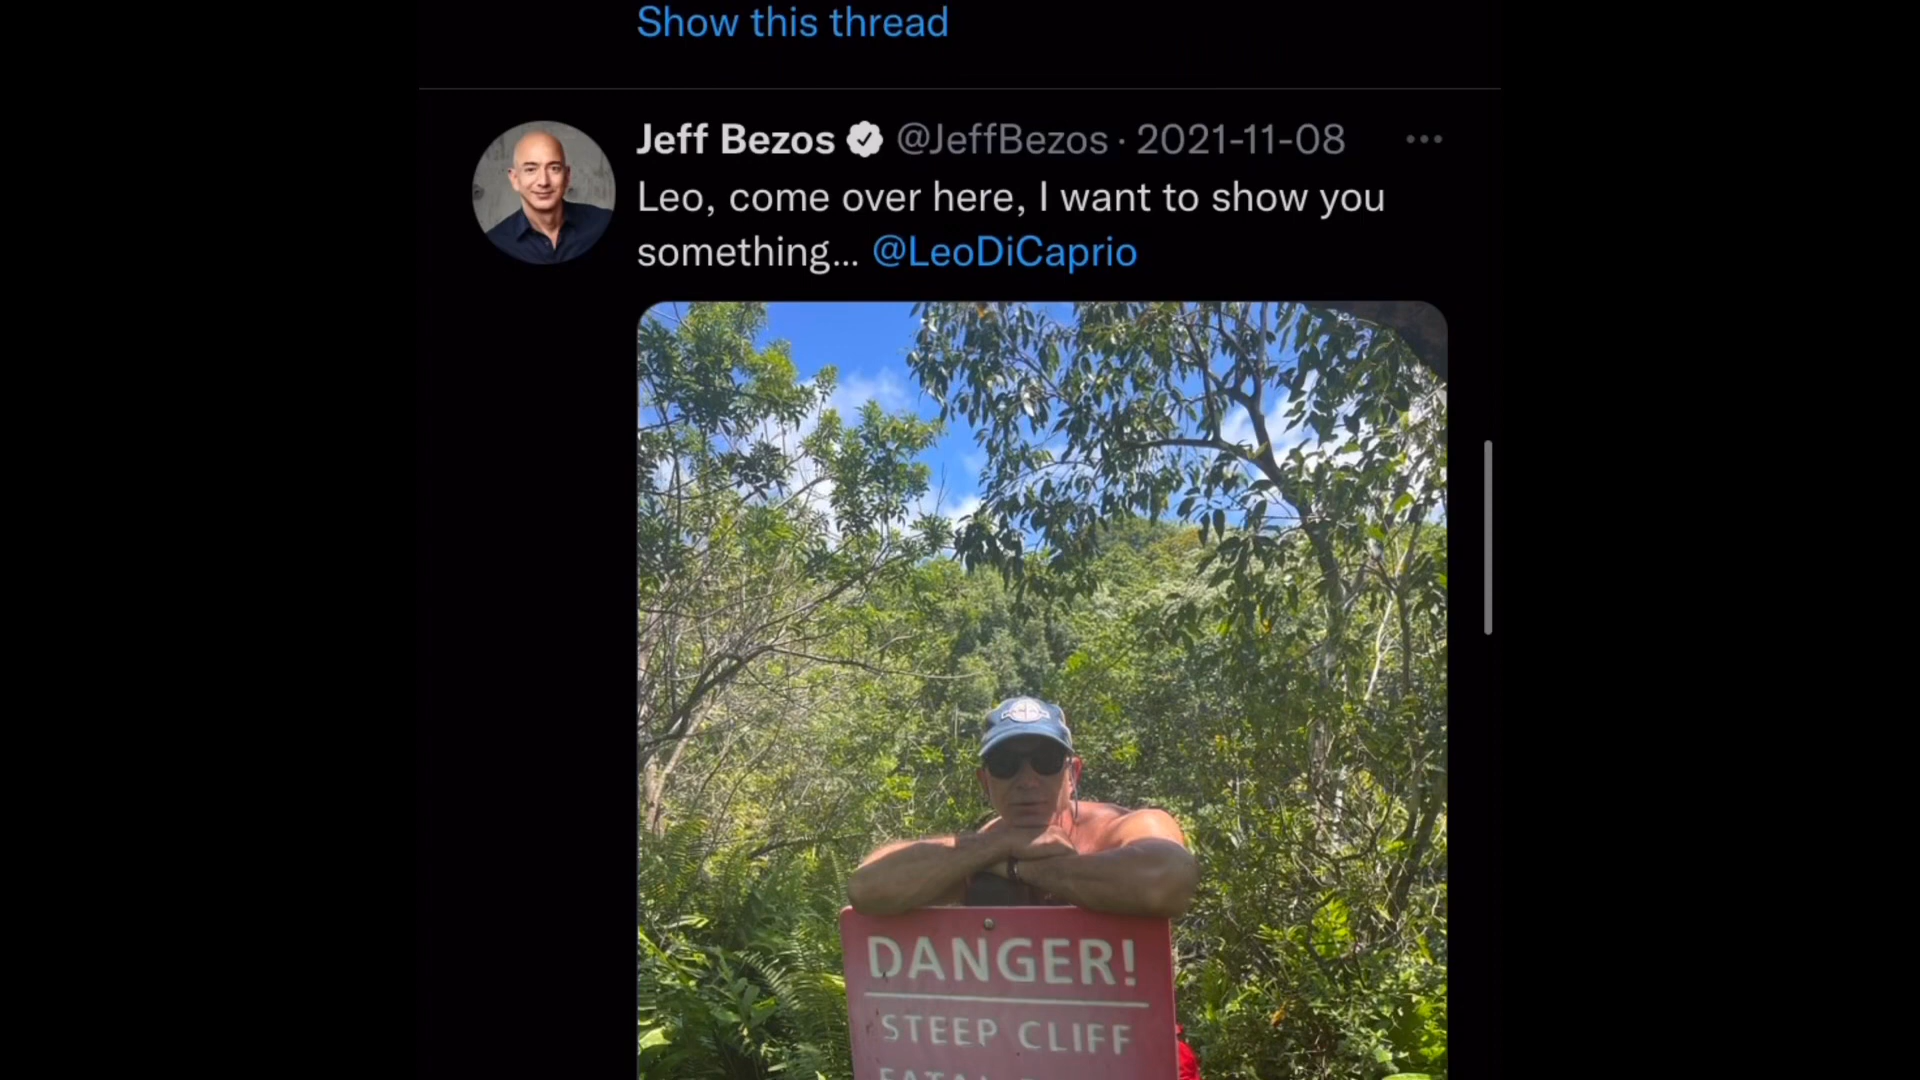 Show this thread
Jeff Bezos @JeffBezos · 2021-11-08
Leo, come over here, I want to show you
something... @LeoDiCaprio
DANGER!
STEEP CLIFF